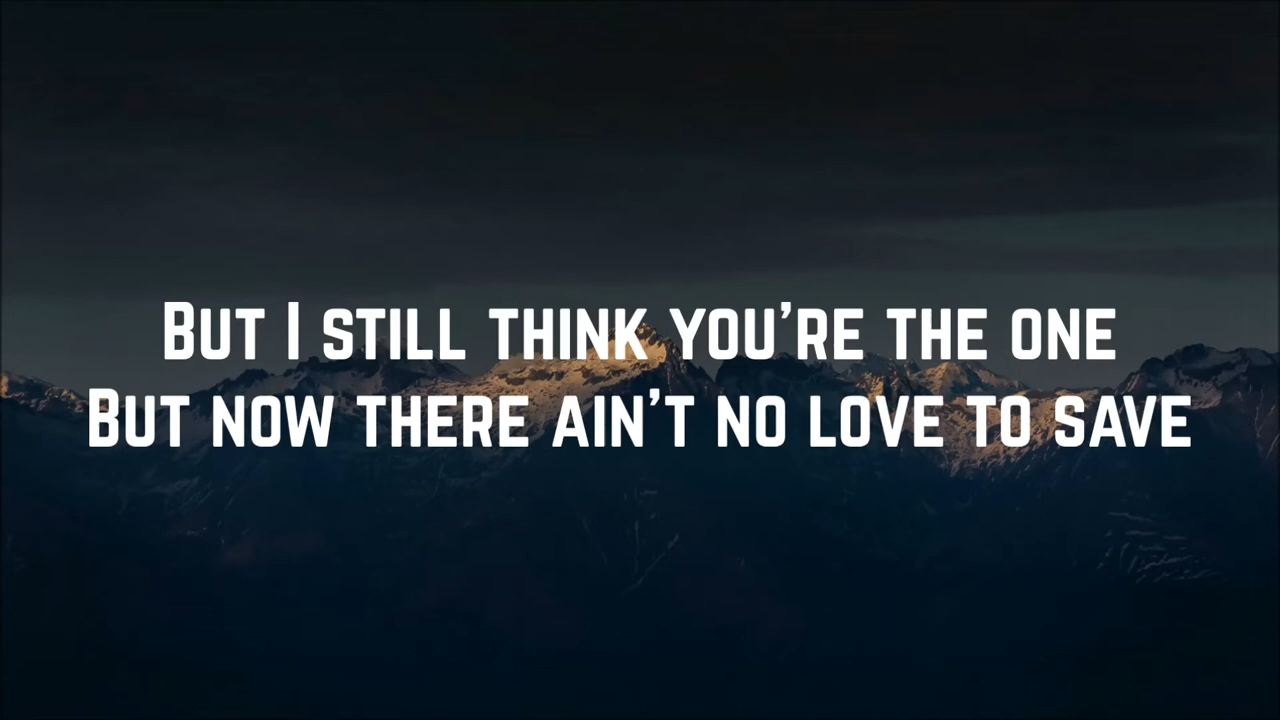 But I still think you’re the one
But now there ain’t no love to save